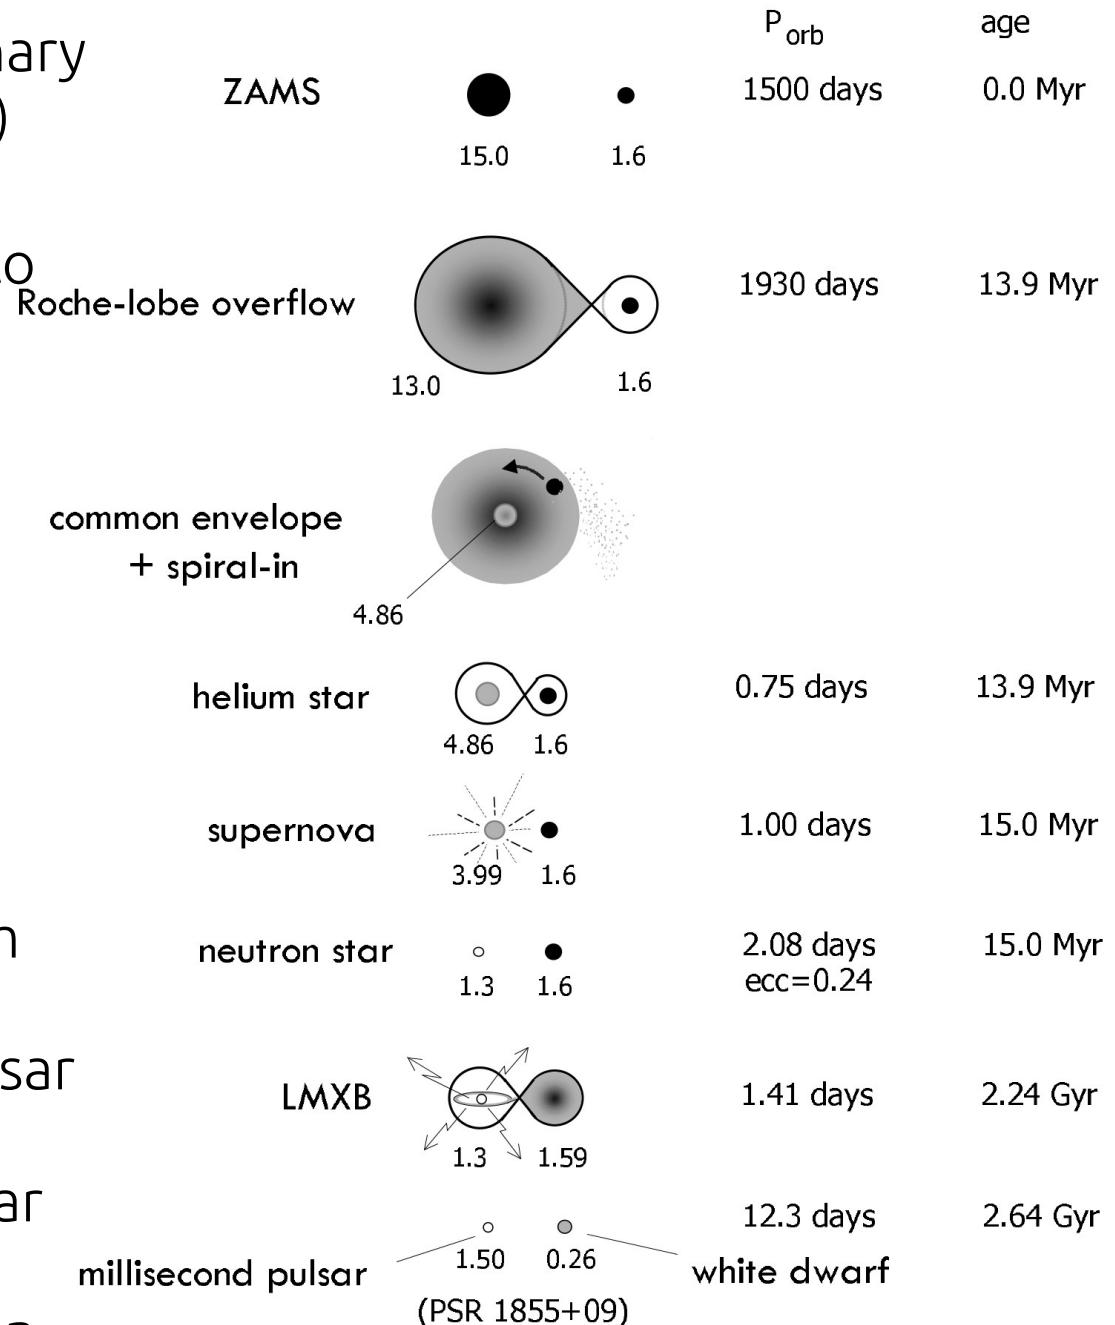 P orb age
nary
ZAMS 1500 days 0.0 Myr
)
15.0 1.6
to
Roche-lobe overflow 1930 days 13.9 Myr
13.0 1.6
common envelope
+ spiral-in
4.86
helium star 0.75 days 13.9 Myr
4.86 1.6
supernova 1.00 days 15.0 Myr
3.99 1.6
n
neutron star 2.08 days 15.0 Myr
ecc=0.24
1.3 1.6
sar
LMXB 1.41 days 2.24 Gyr
1.3 1.59
ar
12.3 days 2.64 Gyr
1.50 0.26
millisecond pulsar white dwarf
(PSR 1855+09)